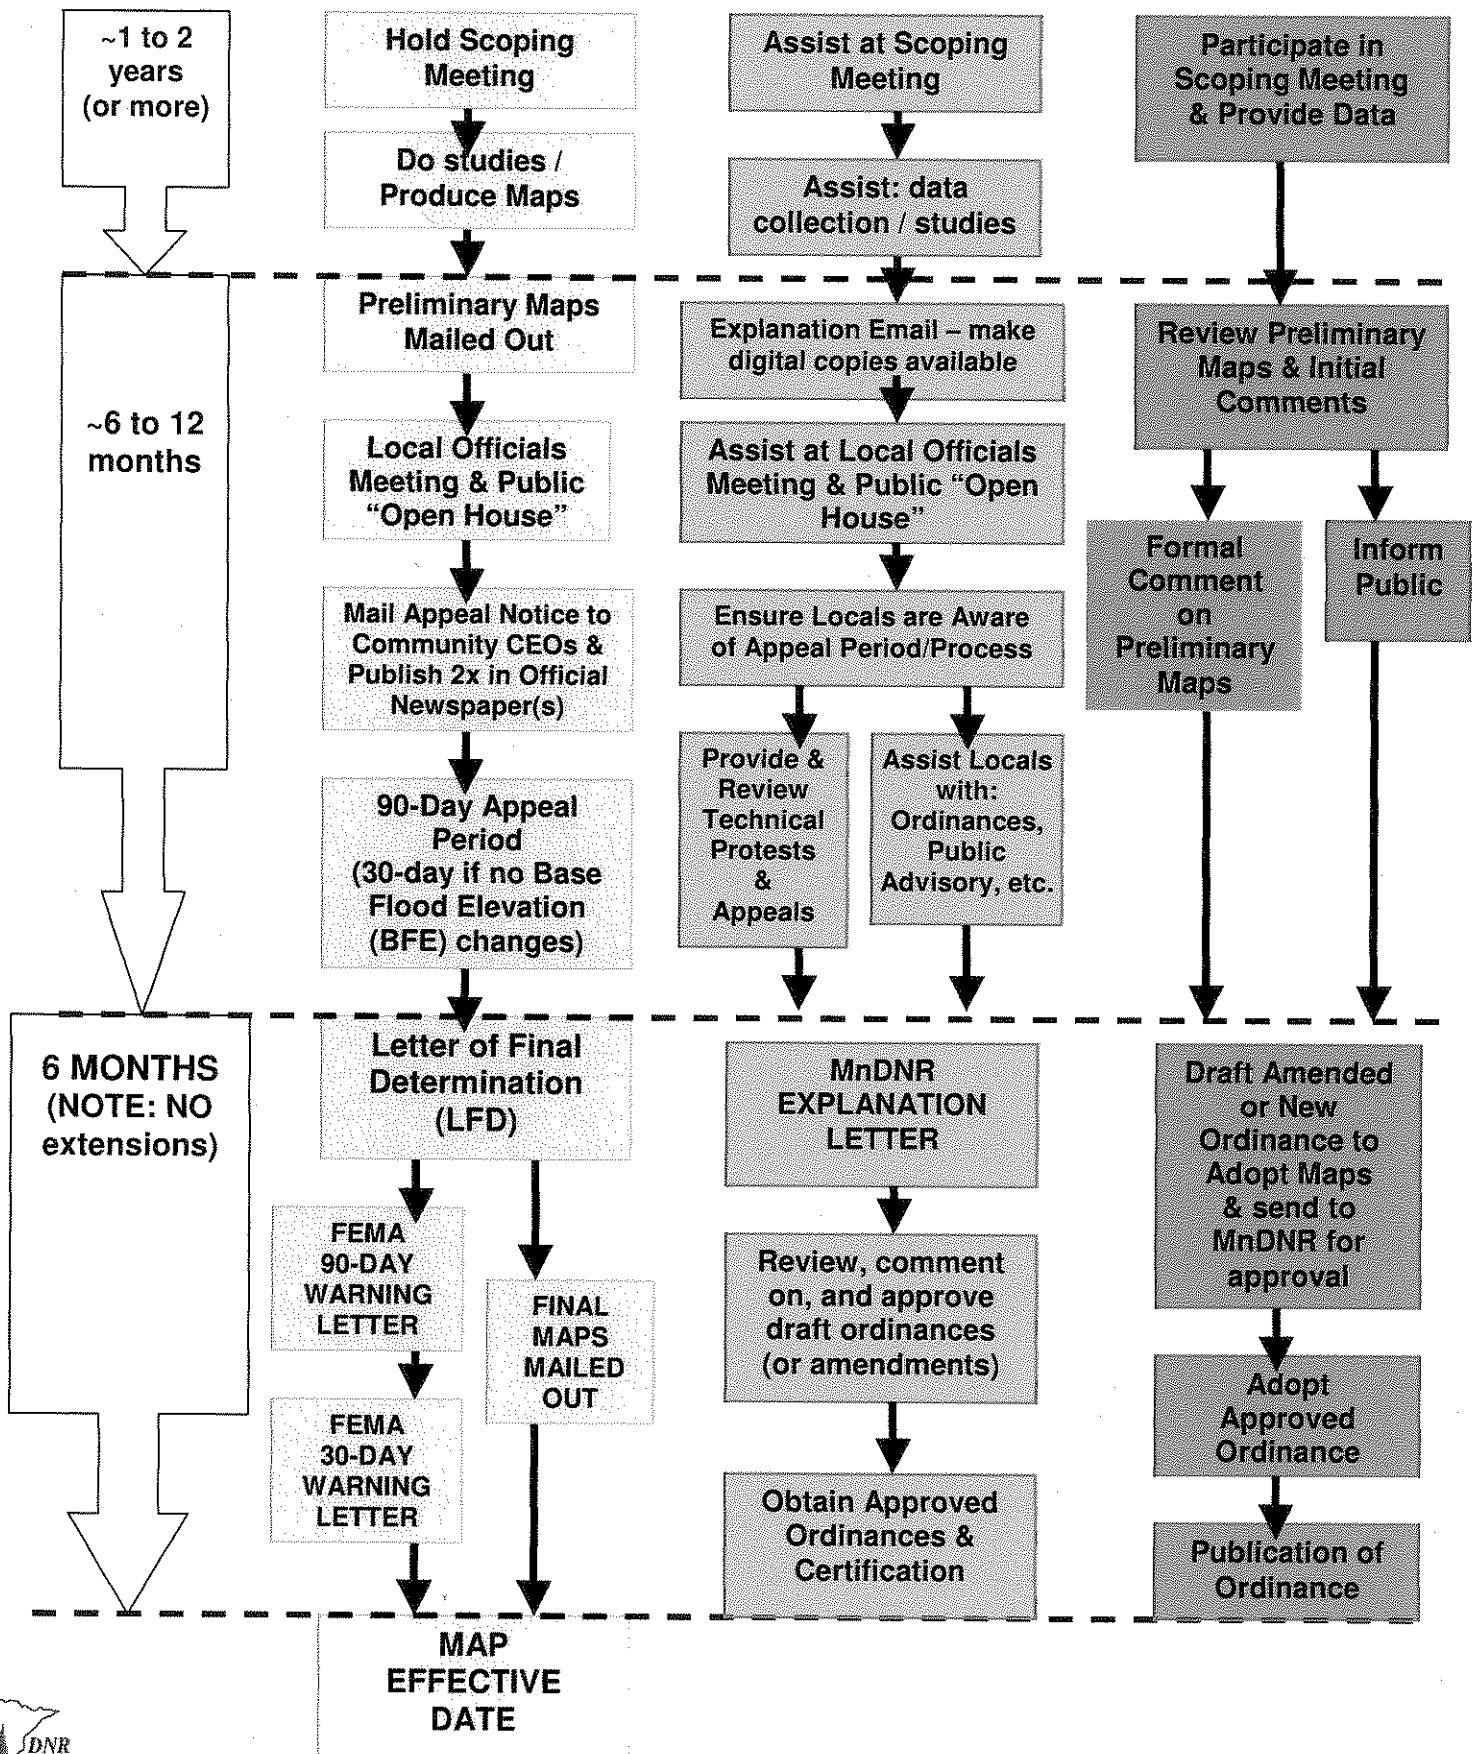 ~1 to 2
years
(or more)
Hold Scoping
Meeting
Do studies /
Produce Maps
Assist at Scoping
Meeting
Assist: data
collection / studies
Participate in
Scoping Meeting
& Provide Data
~6 to 12
months
Preliminary Maps
Mailed Out
Local Officials
Meeting & Public
“Open House”
Mail Appeal Notice to
Community CEOs &
Publish 2x in Official
Newspaper(s)
90-Day Appeal
Period
(30-day if no Base
Flood Elevation
(BFE) changes)
Explanation Email – make
digital copies available
Assist at Local Officials
Meeting & Public “Open
House”
Ensure Locals are Aware
of Appeal Period/Process
Provide &
Review
Technical
Protests
&
Appeals
Assist Locals
with:
Ordinances,
Public
Advisory, etc.
Review Preliminary
Maps & Initial
Comments
Formal
Comment
on
Preliminary
Maps
Inform
Public
6 MONTHS
(NOTE: NO
extensions)
Letter of Final
Determination
(LFD)
FEMA
90-DAY
WARNING
LETTER
FEMA
30-DAY
WARNING
LETTER
FINAL
MAPS
MAILED
OUT
MnDNR
EXPLANATION
LETTER
Review, comment
on, and approve
draft ordinances
(or amendments)
Obtain Approved
Ordinances &
Certification
Draft Amended
or New
Ordinance to
Adopt Maps
& send to
MnDNR for
approval
Adopt
Approved
Ordinance
Publication of
Ordinance
MAP
EFFECTIVE
DATE
DNR